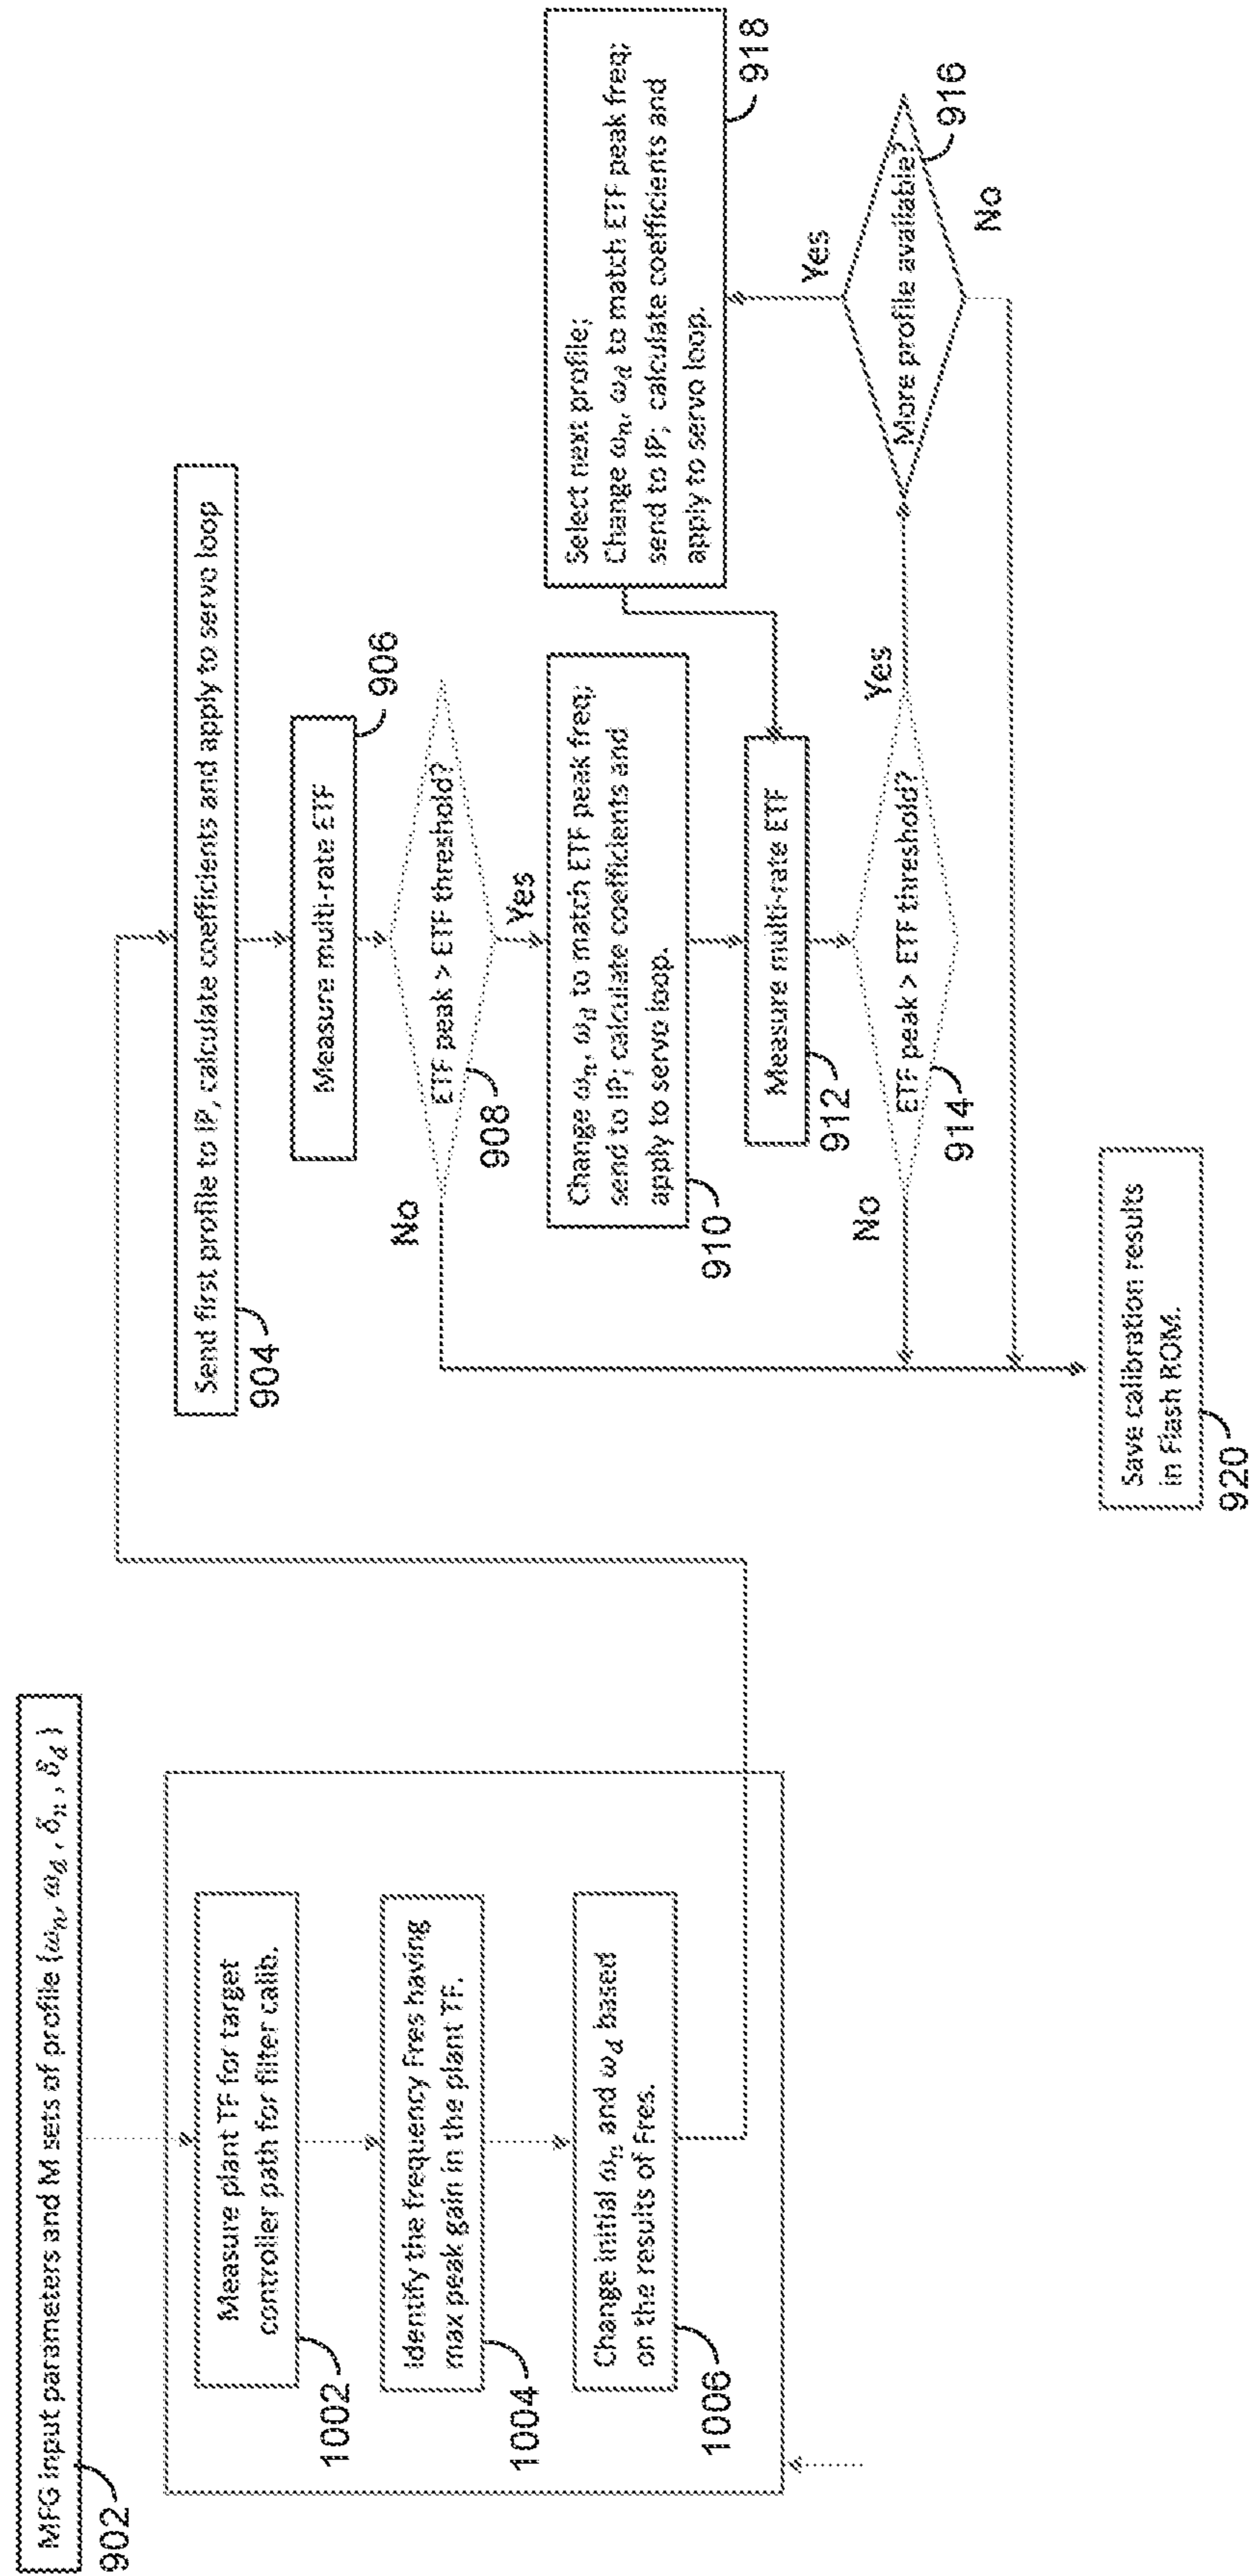 MFG input parameters and M sets of profile (ωn, ωd, δn, δd)
902
Measure plant TF for target
controller path for filter calib.
1002
Identify the frequency Fres having
max peak gain in the plant TF.
1004
Change initial ωn and ωd based
on the results of Fres.
1006
Send first profile to IP, calculate coefficients and apply to servo loop
904
Measure multi-rate ETF
906
ETF peak > ETF threshold?
908
No
Yes
Change ωn, ωd to match ETF peak freq;
send to IP; calculate coefficients and
apply to servo loop.
910
Measure multi-rate ETF
912
ETF peak > ETF threshold?
914
No
Yes
More profile available?
916
Yes
No
Select next profile;
Change ωn, ωd to match ETF peak freq;
send to IP; calculate coefficients and
apply to servo loop.
918
Save calibration results
in Flash ROM.
920